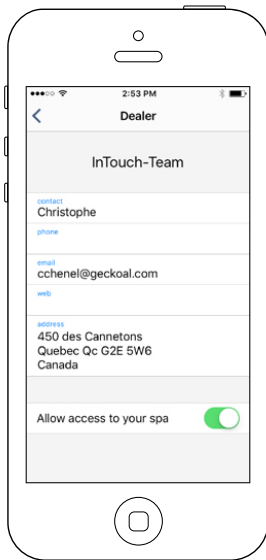 2:53 PM
Dealer
InTouch-Team
contact
Christophe
phone
email
cchenel@geckoal.com
web
address
450 des Cannetons
Quebec Qc G2E 5W6
Canada
Allow access to your spa